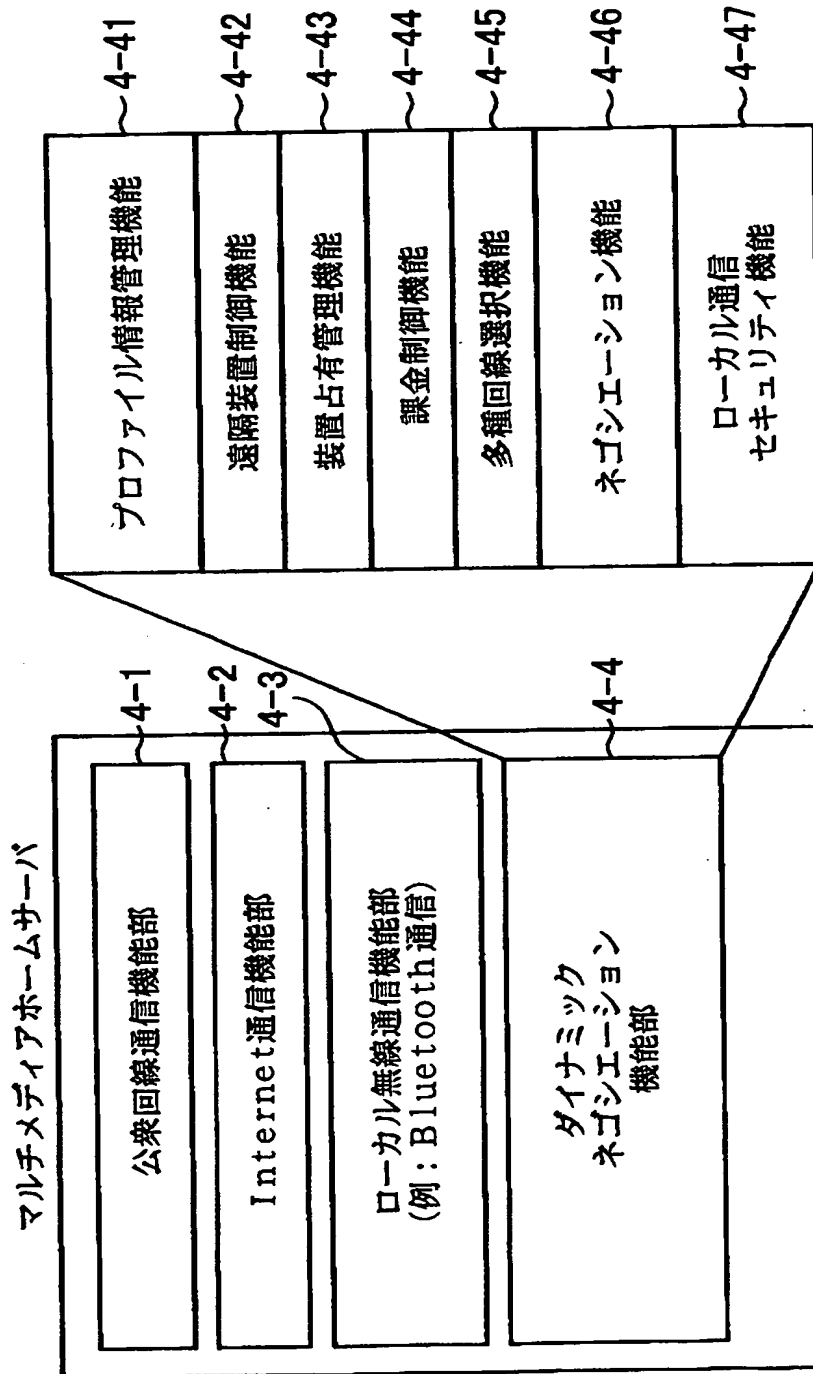 マルチメディアホームサーバ
公衆回線通信機能部
4-1
Internet通信機能部
4-2
ローカル無線通信機能部
(例：Bluetooth通信)
4-3
ダイナミック
ネゴシエーション
機能部
4-4
プロファイル情報管理機能
4-41
遠隔装置制御機能
4-42
装置占有管理機能
4-43
課金制御機能
4-44
多種回線選択機能
4-45
ネゴシエーション機能
4-46
ローカル通信
セキュリティ機能
4-47